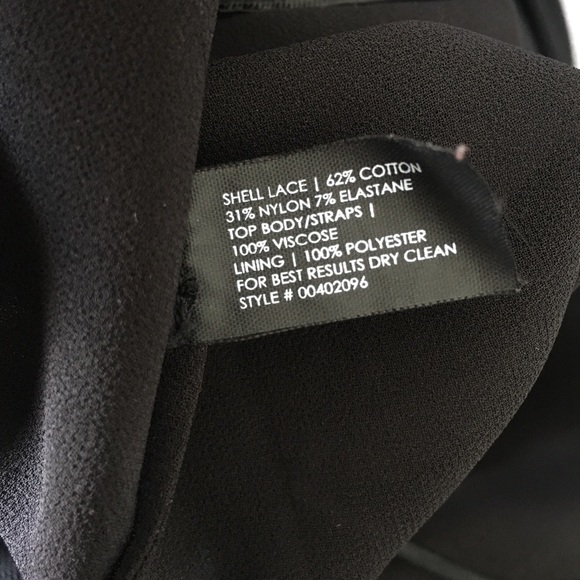 SHELL LACE | 62% COTTON
31% NYLON 7% ELASTANE
TOP BODY/STRAPS |
100% VISCOSE
LINING | 100% POLYESTER
FOR BEST RESULTS DRY CLEAN
STYLE # 00402096